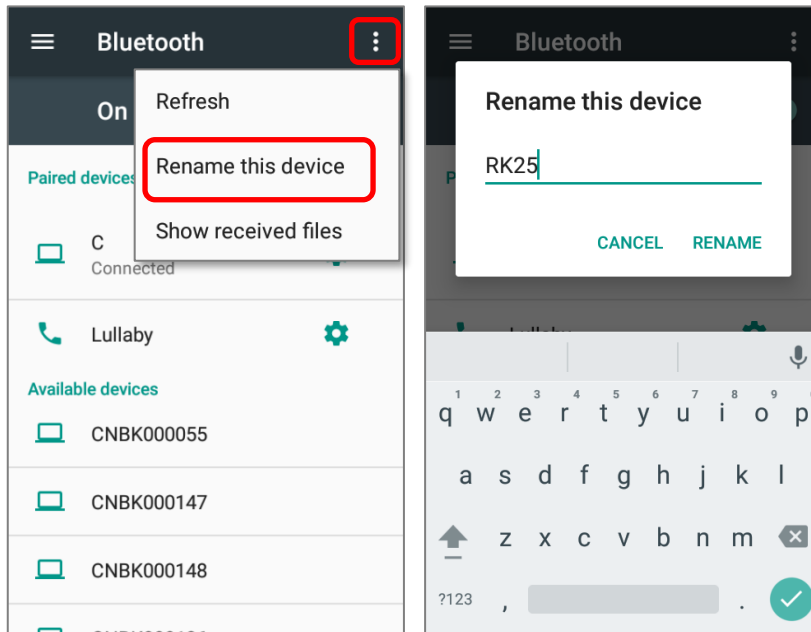 Bluetooth
On
Refresh
Rename this device
Show received files
Paired devices
C
Connected
Lullaby
Available devices
CNBK000055
CNBK000147
CNBK000148
Bluetooth
Rename this device
RK25
CANCEL RENAME
1 2 3 4 5 6 7 8 9
q w e r t y u i o p
a s d f g h j k l
z x c v b n m
?123 , .